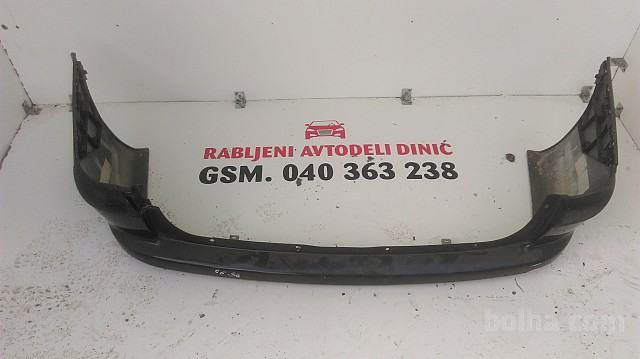 RABLJENI AVTODELI DINIĆ
GSM. 040 363 238
bolha.com